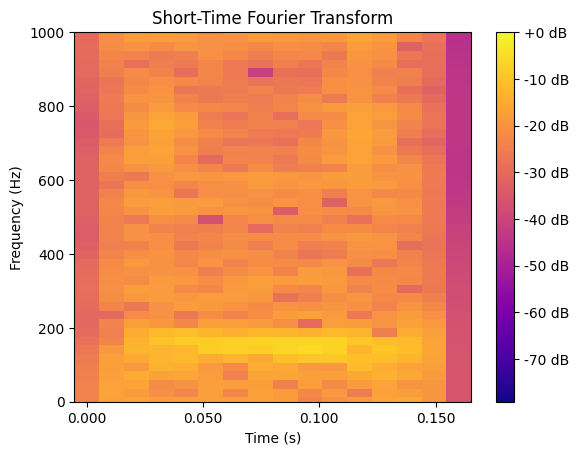 Short-Time Fourier Transform
1000
800
600
400
200
0
Frequency (Hz)
0.000
0.050
0.100
0.150
Time (s)
+0 dB
-10 dB
-20 dB
-30 dB
-40 dB
-50 dB
-60 dB
-70 dB